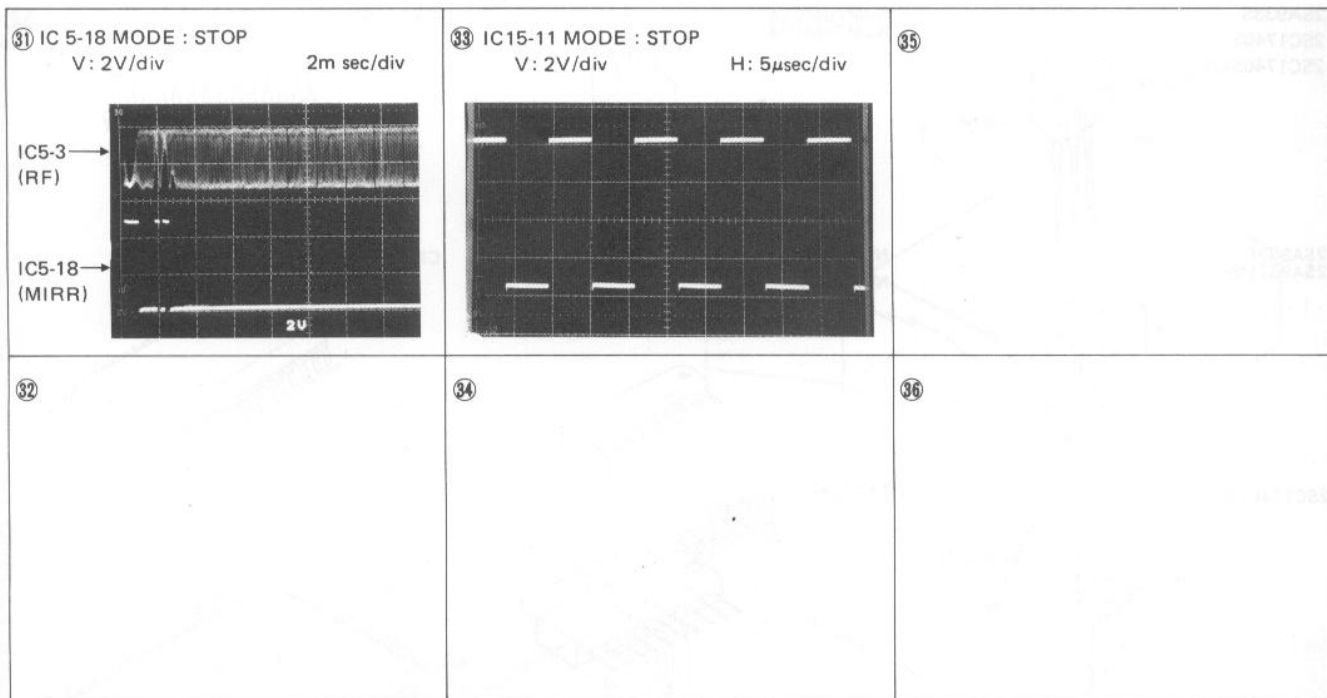 ㉛ IC 5-18 MODE : STOP
V: 2V/div 2m sec/div
IC5-3
(RF)
IC5-18
(MIRR)
2V
㉝ IC15-11 MODE : STOP
V: 2V/div H: 5μsec/div
㉟
㉜
㉞
㊱